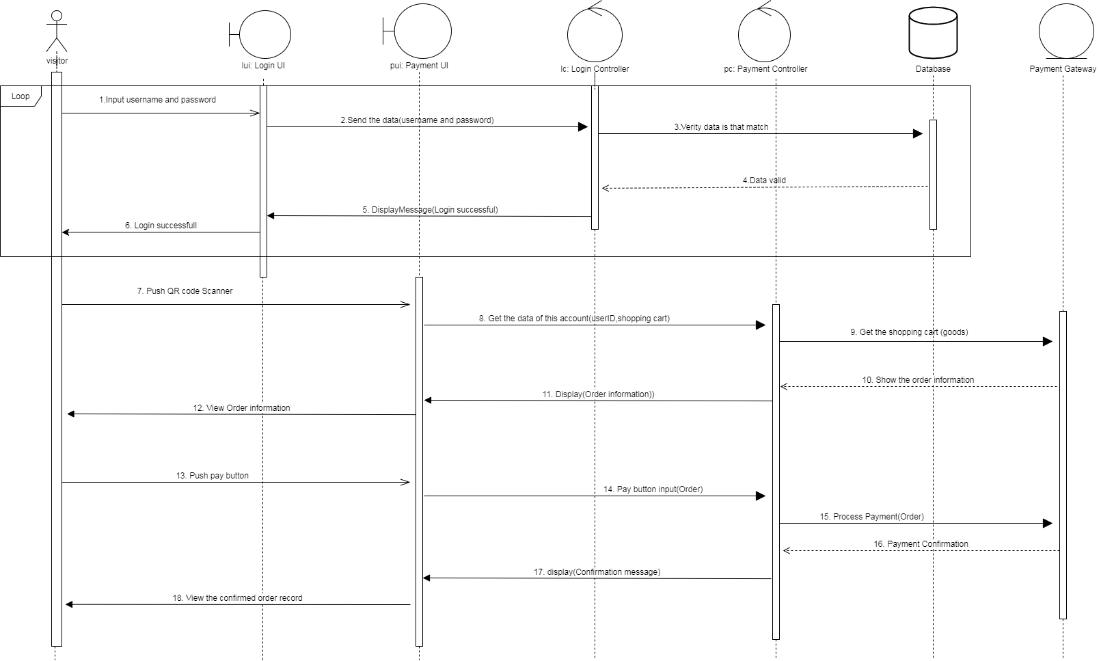 visitor
lui: Login UI
pui: Payment UI
lc: Login Controller
pc: Payment Controller
Database
Payment Gateway
Loop
1.Input username and password
2.Send the data(username and password)
3.Verity data is that match
4.Data valid
5. DisplayMessage(Login successful)
6. Login successfull
7. Push QR code Scanner
8. Get the data of this account(userID,shopping cart)
9. Get the shopping cart (goods)
10. Show the order information
11. Display(Order information))
12. View Order information
13. Push pay button
14. Pay button input(Order)
15. Process Payment(Order)
16. Payment Confirmation
17. display(Confirmation message)
18. View the confirmed order record